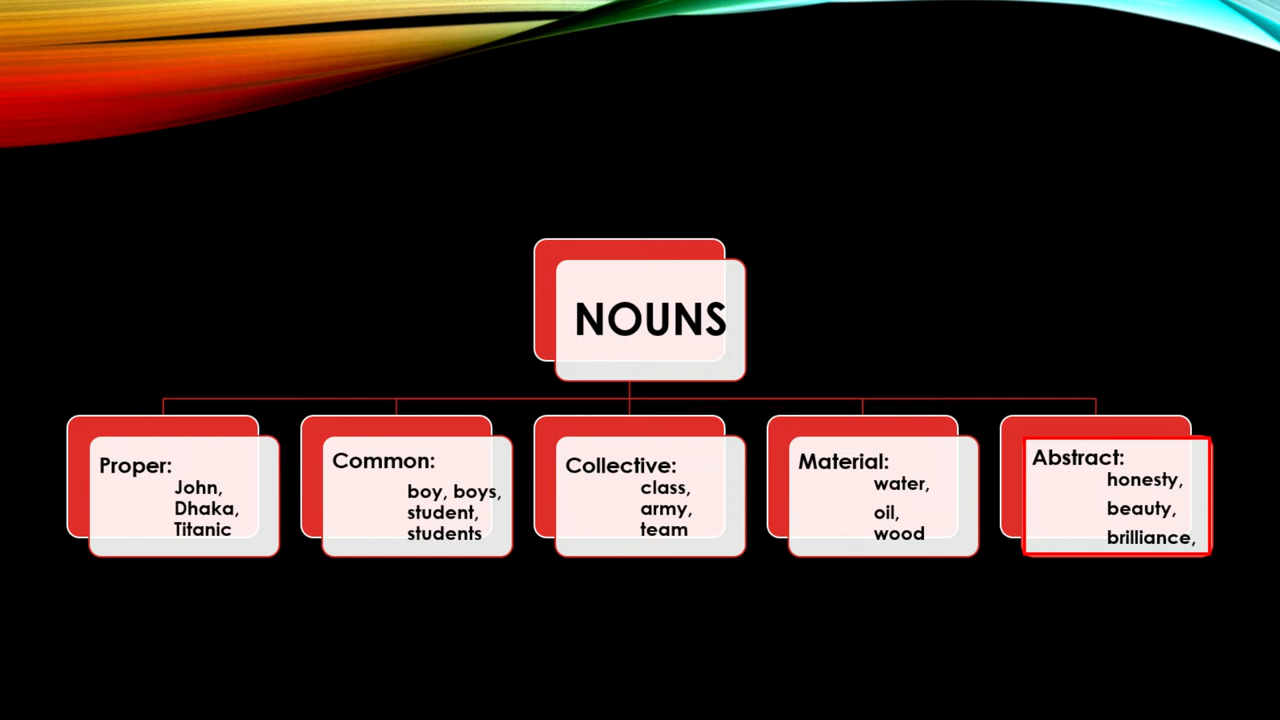 NOUNS
Proper:
John,
Dhaka,
Titanic
Common:
boy, boys,
student,
students
Collective:
class,
army,
team
Material:
water,
oil,
wood
Abstract:
honesty,
beauty,
brilliance,